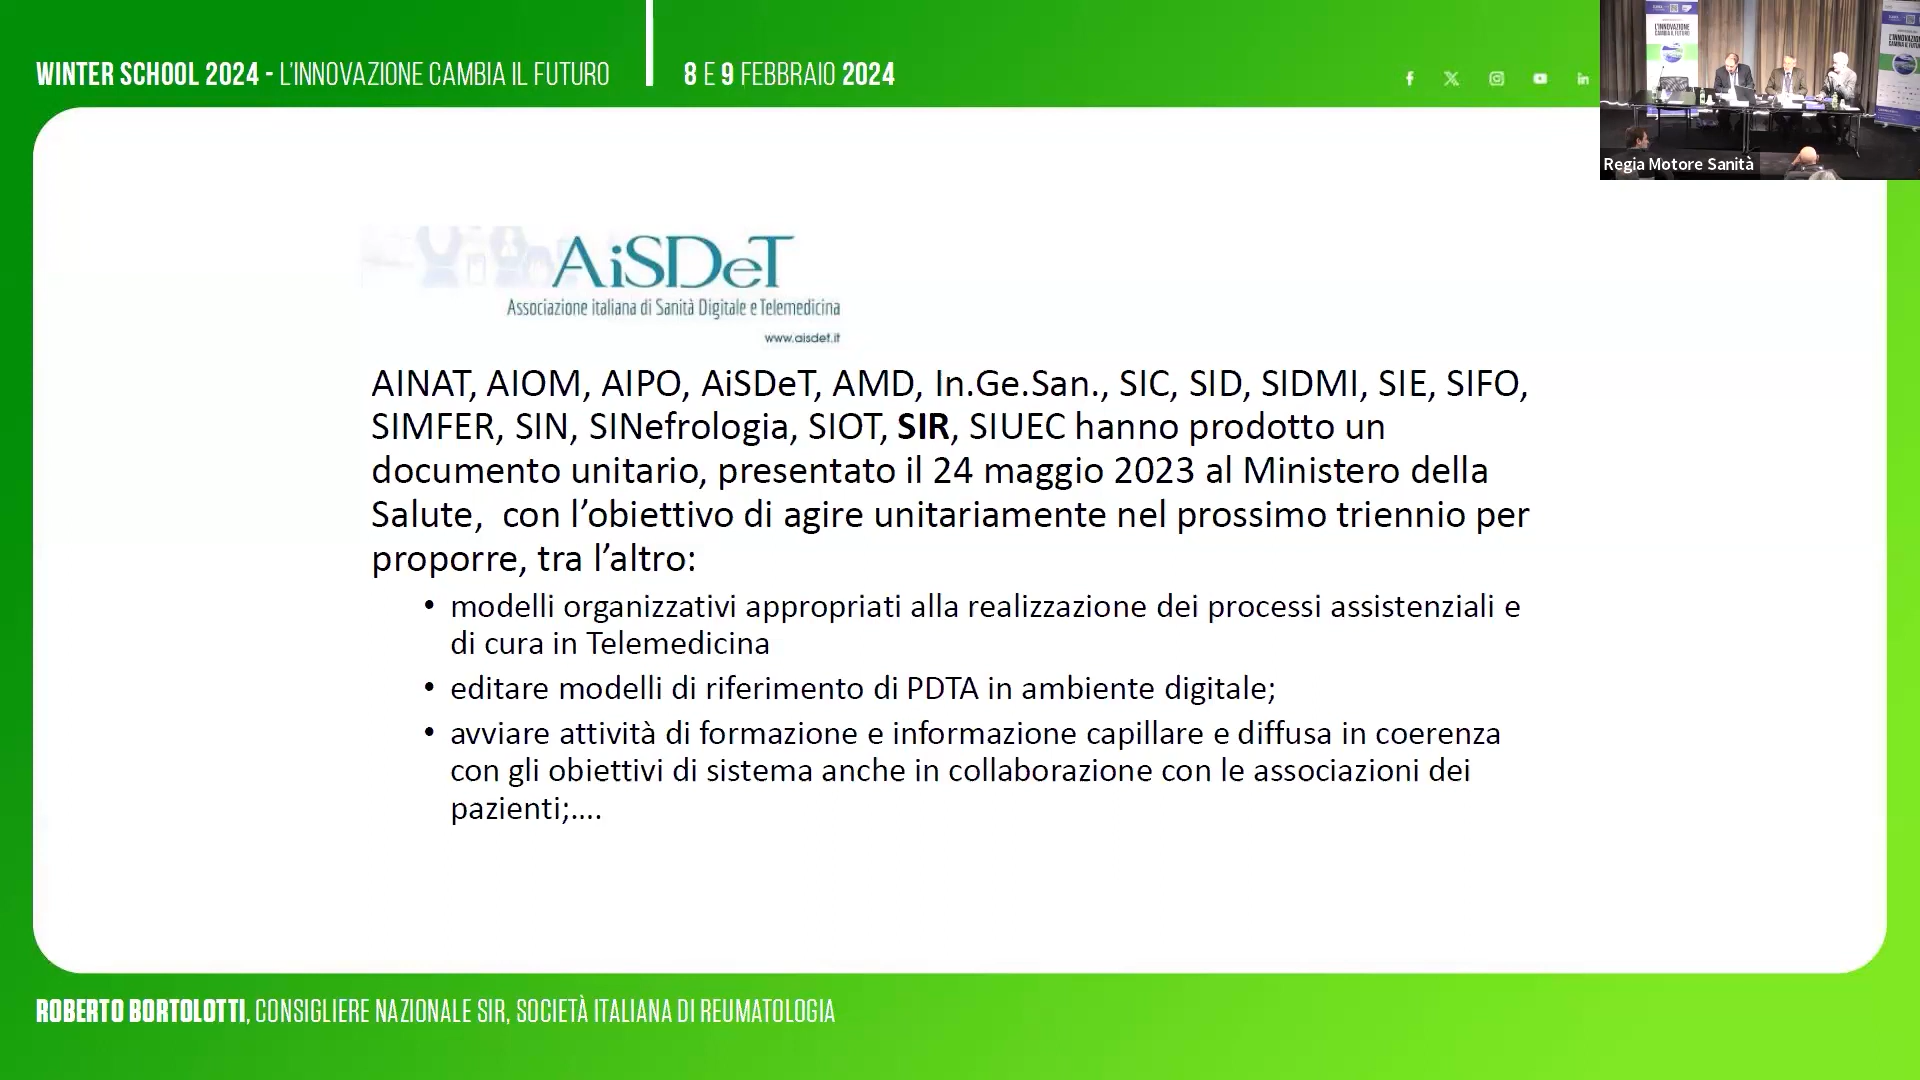 WINTER SCHOOL 2024 - L'INNOVAZIONE CAMBIA IL FUTURO
8 E 9 FEBBRAIO 2024
L'INNOVAZIONE
CAMBIA IL FUTURO
Regia Motore Sanità
AiSDeT
Associazione italiana di Sanità Digitale e Telemedicina
www.aisdet.it
AINAT, AIOM, AIPO, AiSDeT, AMD, In.Ge.San., SIC, SID, SIDMI, SIE, SIFO,
SIMFER, SIN, SINefrologia, SIOT, SIR, SIUEC hanno prodotto un
documento unitario, presentato il 24 maggio 2023 al Ministero della
Salute,  con l’obiettivo di agire unitariamente nel prossimo triennio per
proporre, tra l’altro:
• modelli organizzativi appropriati alla realizzazione dei processi assistenziali e
di cura in Telemedicina
• editare modelli di riferimento di PDTA in ambiente digitale;
• avviare attività di formazione e informazione capillare e diffusa in coerenza
con gli obiettivi di sistema anche in collaborazione con le associazioni dei
pazienti;....
ROBERTO BORTOLOTTI, CONSIGLIERE NAZIONALE SIR, SOCIETÀ ITALIANA DI REUMATOLOGIA